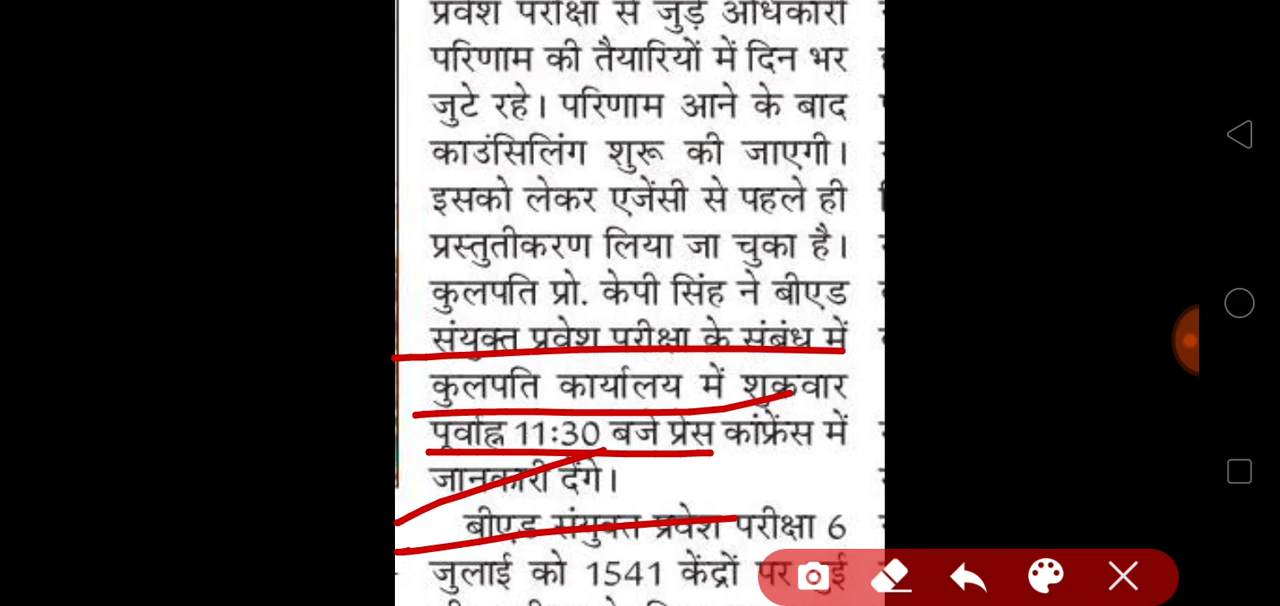 प्रवेश परीक्षा से जुड़े अधिकारी
परिणाम की तैयारियों में दिन भर
जुटे रहे। परिणाम आने के बाद
काउंसिलिंग शुरू की जाएगी।
इसको लेकर एजेंसी से पहले ही
प्रस्तुतीकरण लिया जा चुका है।
कुलपति प्रो. केपी सिंह ने बीएड
संयुक्त प्रवेश परीक्षा के संबंध में
कुलपति कार्यालय में शुक्रवार
पूर्वाह्न 11:30 बजे प्रेस कांफ्रेंस में
जानकारी देंगे।
बीएड संयुक्त प्रवेश परीक्षा 6
जुलाई को 1541 केंद्रों पर हुई